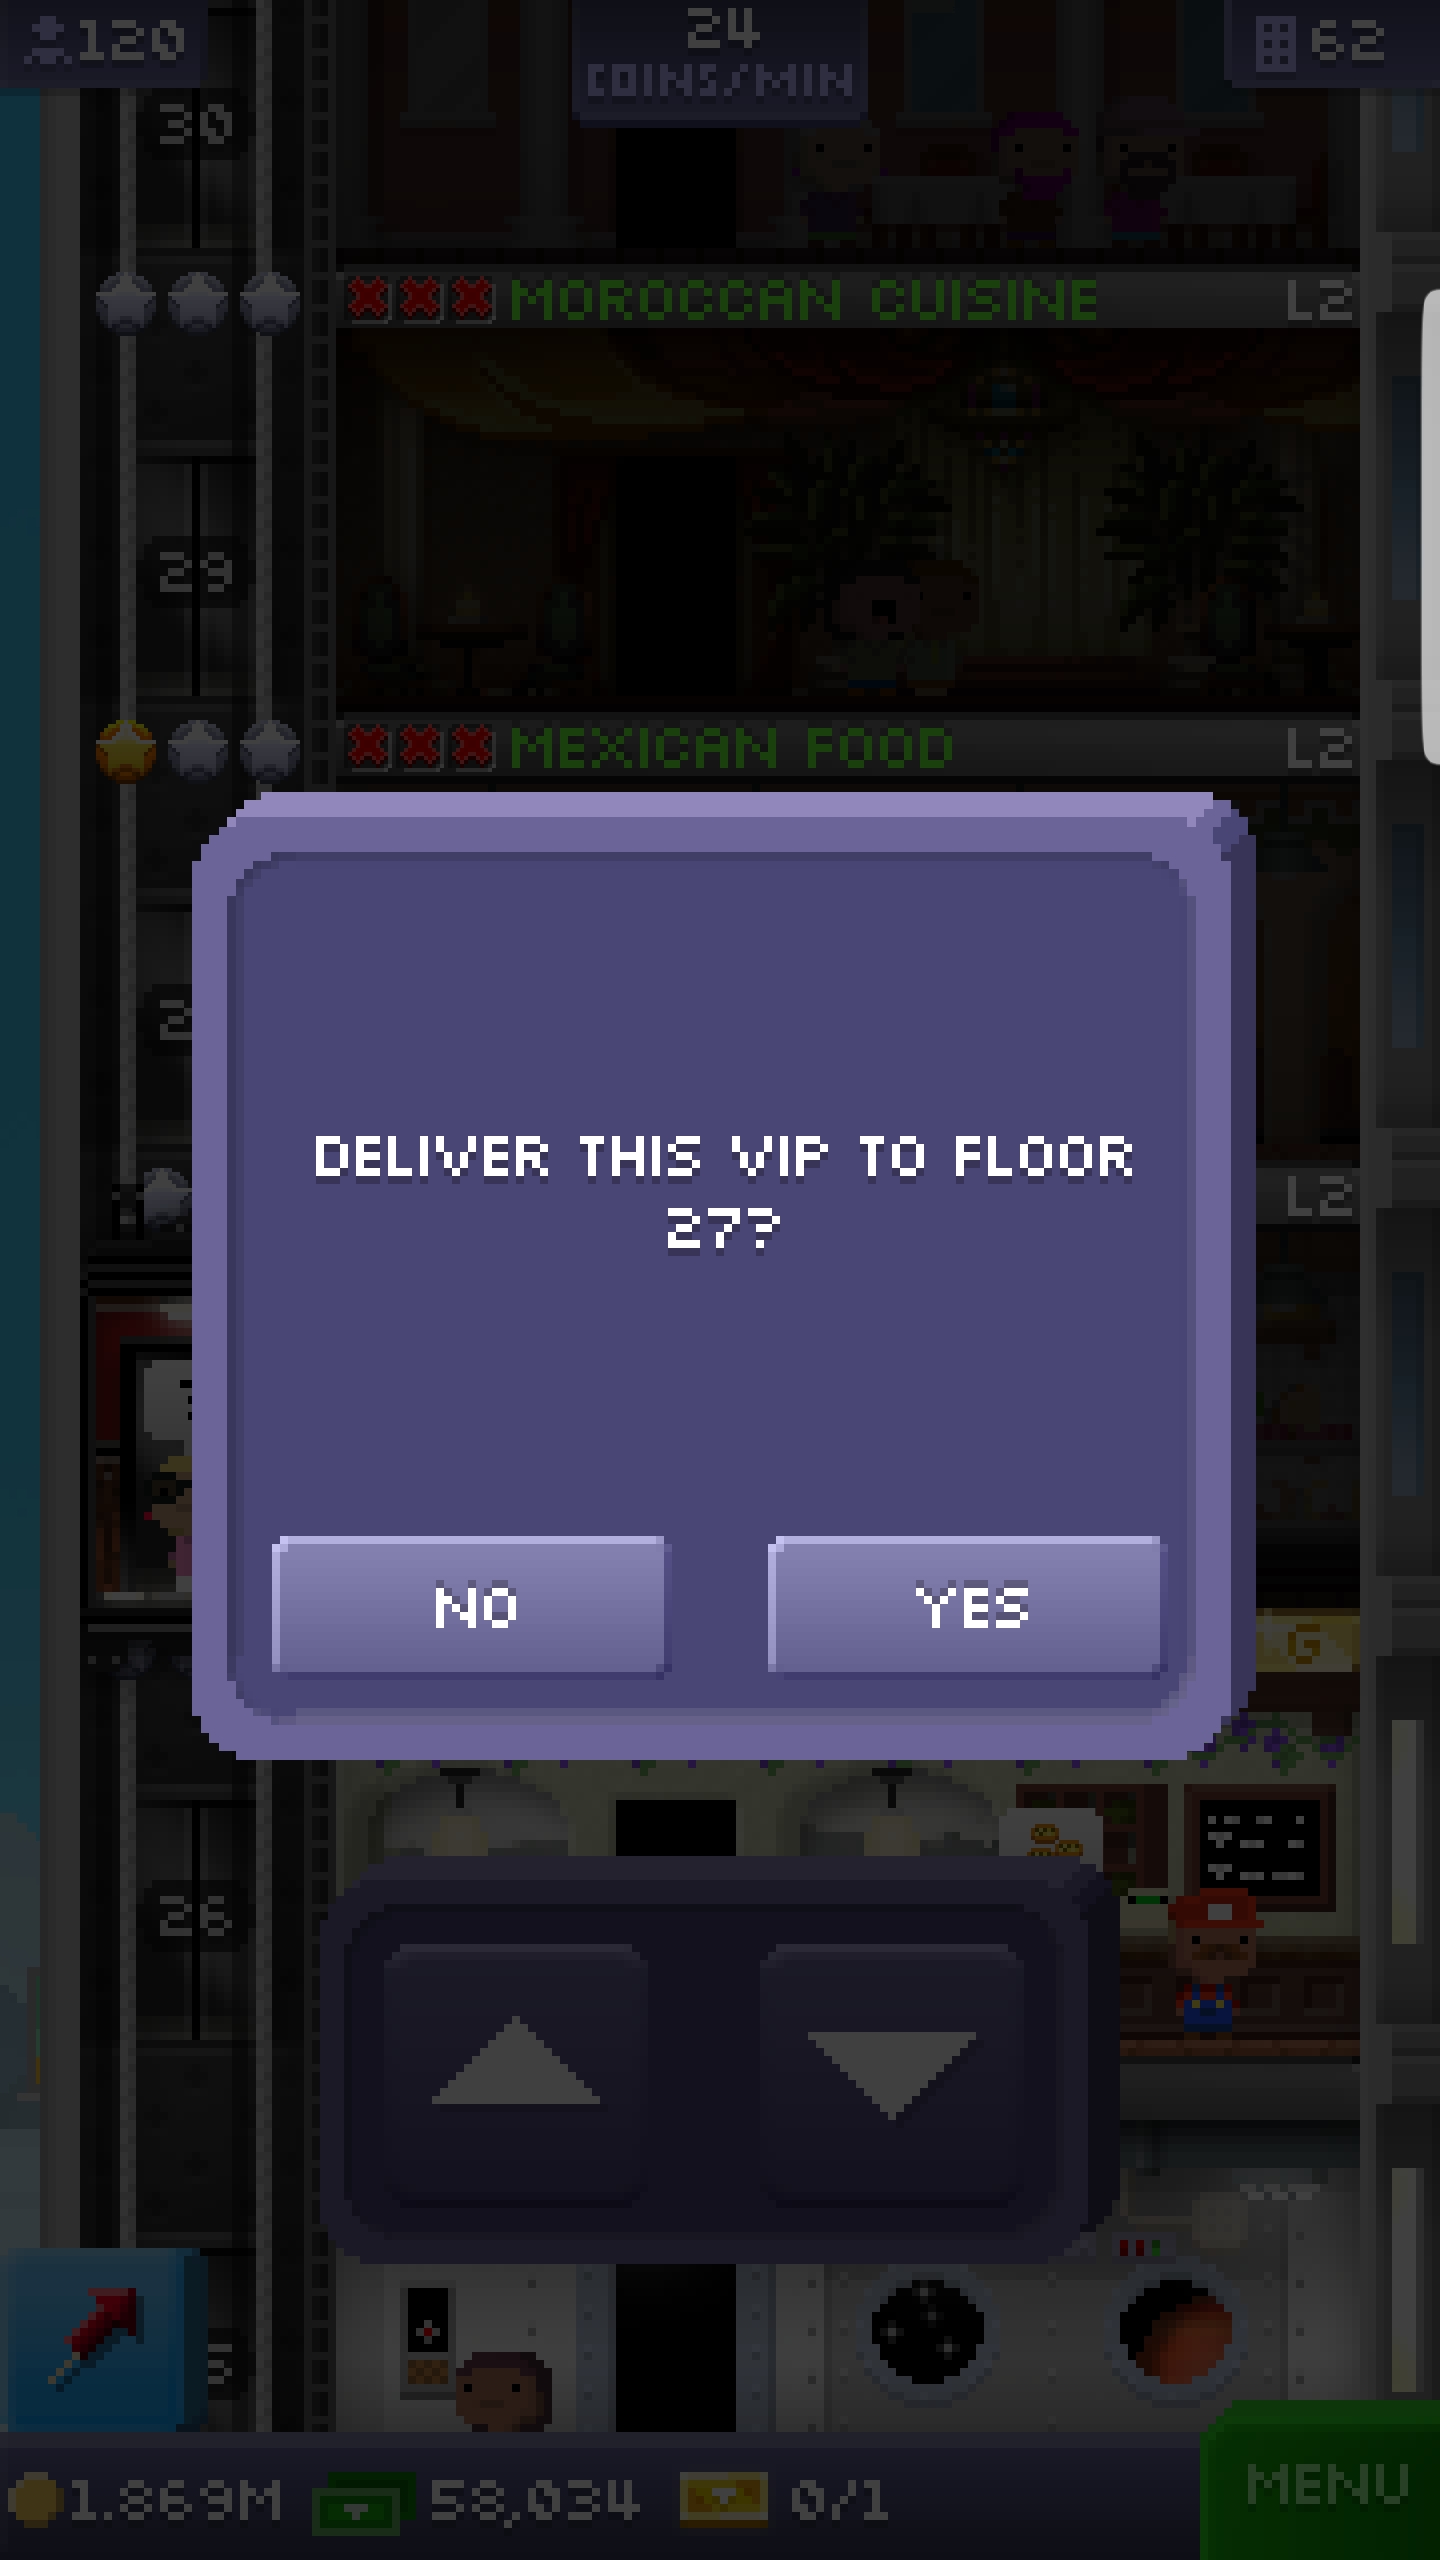 120
24
COINS/MIN
62
30
MOROCCAN CUISINE L2
29
MEXICAN FOOD L2
DELIVER THIS VIP TO FLOOR
27?
L2
NO YES
G
26
1.869M 58,034 0/1
MENU